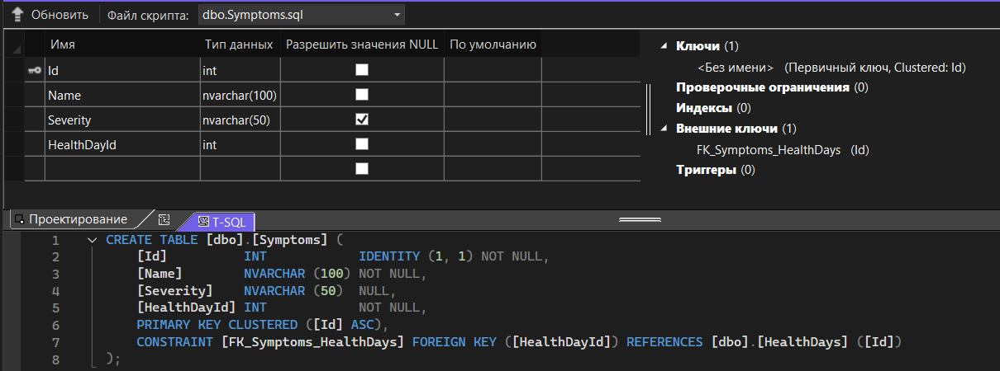 Обновить Файл скрипта: dbo.Symptoms.sql
Имя Тип данных Разрешить значения NULL По умолчанию
Id int
Name nvarchar(100)
Severity nvarchar(50)
HealthDayId int
Ключи (1)
<Без имени> (Первичный ключ, Clustered: Id)
Проверочные ограничения (0)
Индексы (0)
Внешние ключи (1)
FK_Symptoms_HealthDays (Id)
Триггеры (0)
Проектирование T-SQL
1 CREATE TABLE [dbo].[Symptoms] (
2 [Id] INT IDENTITY (1, 1) NOT NULL,
3 [Name] NVARCHAR (100) NOT NULL,
4 [Severity] NVARCHAR (50) NULL,
5 [HealthDayId] INT NOT NULL,
6 PRIMARY KEY CLUSTERED ([Id] ASC),
7 CONSTRAINT [FK_Symptoms_HealthDays] FOREIGN KEY ([HealthDayId]) REFERENCES [dbo].[HealthDays] ([Id])
8 );